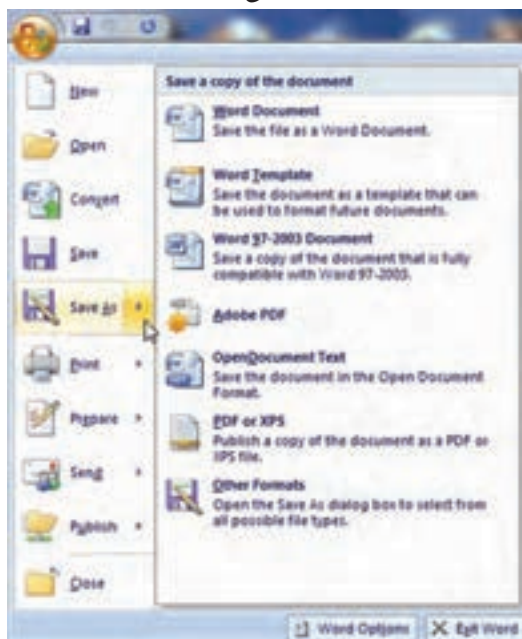 New
Open
Convert
Save
Save As
Print
Prepare
Send
Publish
Close
Save a copy of the document
Word Document
Save the file as a Word Document.
Word Template
Save the document as a template that can
be used to format future documents.
Word 97-2003 Document
Save a copy of the document that is fully
compatible with Word 97-2003.
Adobe PDF
OpenDocument Text
Save the document in the Open Document
Format.
PDF or XPS
Publish a copy of the document as a PDF or
XPS file.
Other Formats
Open the Save As dialog box to select from
all possible file types.
Word Options
Exit Word